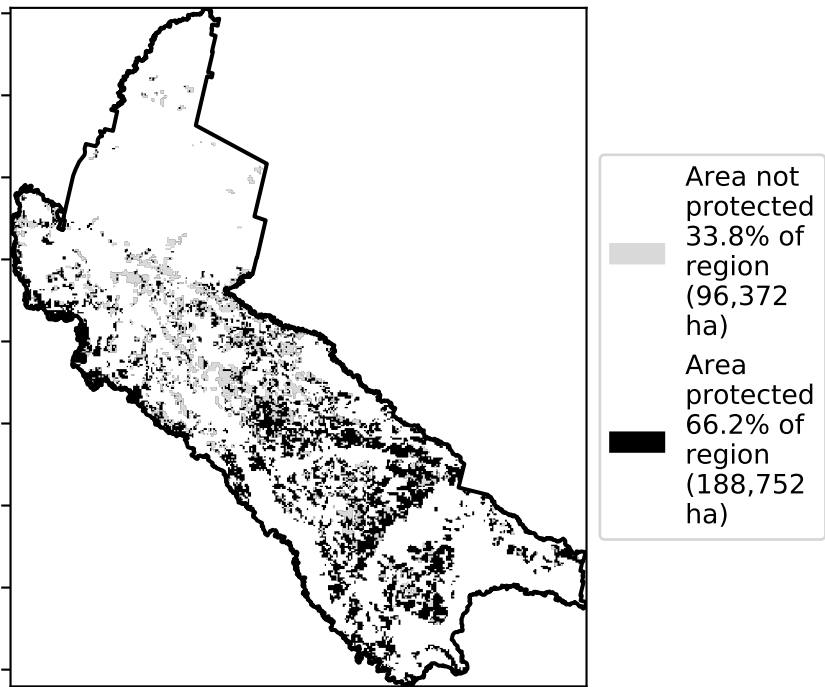 Area not
protected
33.8% of
region
(96,372
ha)
Area
protected
66.2% of
region
(188,752
ha)